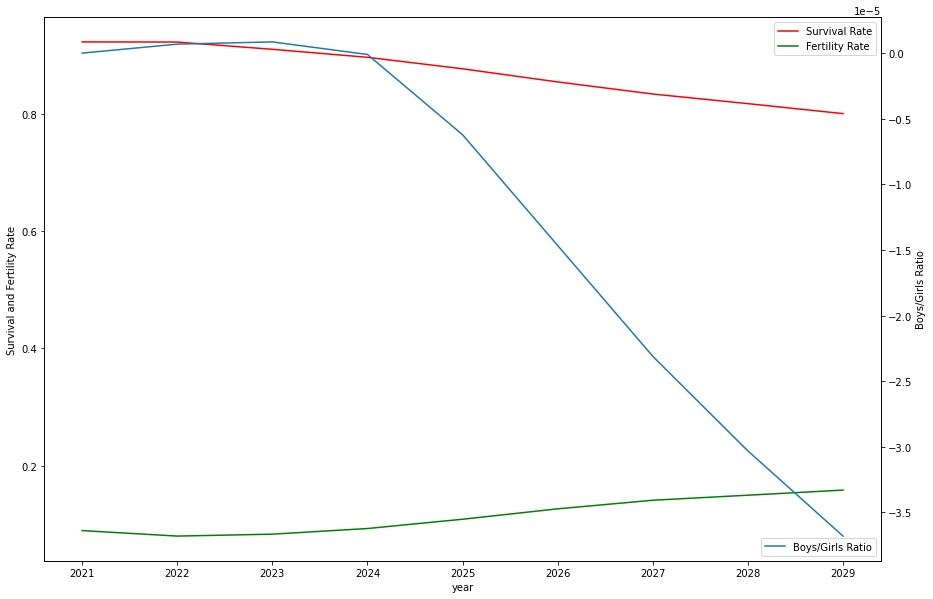 1e−5
Survival Rate
Fertility Rate
0.8
0.6
0.4
0.2
Survival and Fertility Rate
0.0
−0.5
−1.0
−1.5
−2.0
−2.5
−3.0
−3.5
Boys/Girls Ratio
Boys/Girls Ratio
2021 2022 2023 2024 2025 2026 2027 2028 2029
year